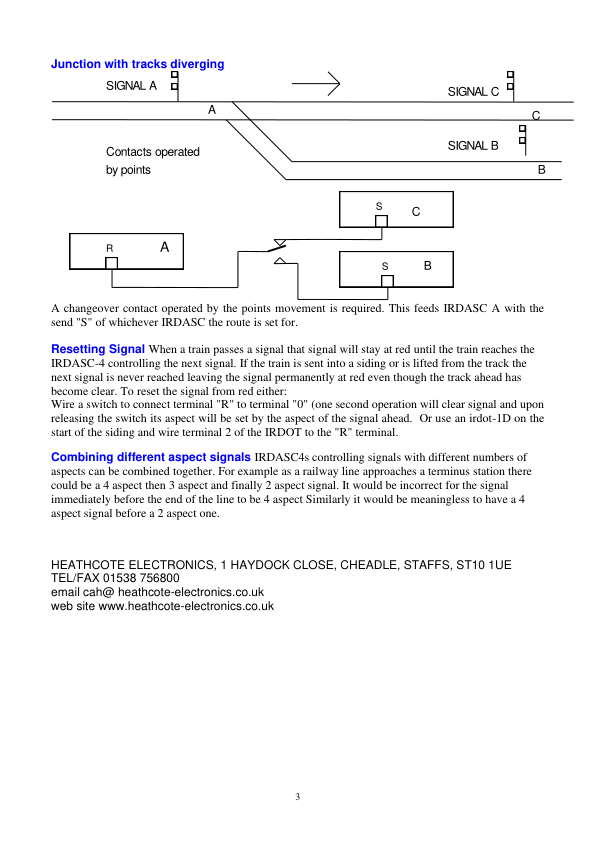 Junction with tracks diverging
SIGNAL A
SIGNAL C
A
C
SIGNAL B
Contacts operated
by points
B
S
C
R
A
S
B
A changeover contact operated by the points movement is required. This feeds IRDASC A with the
send "S" of whichever IRDASC the route is set for.
Resetting Signal When a train passes a signal that signal will stay at red until the train reaches the
IRDASC-4 controlling the next signal. If the train is sent into a siding or is lifted from the track the
next signal is never reached leaving the signal permanently at red even though the track ahead has
become clear. To reset the signal from red either:
Wire a switch to connect terminal "R" to terminal "0" (one second operation will clear signal and upon
releasing the switch its aspect will be set by the aspect of the signal ahead.  Or use an irdot-1D on the
start of the siding and wire terminal 2 of the IRDOT to the "R" terminal.
Combining different aspect signals IRDASC4s controlling signals with different numbers of
aspects can be combined together. For example as a railway line approaches a terminus station there
could be a 4 aspect then 3 aspect and finally 2 aspect signal. It would be incorrect for the signal
immediately before the end of the line to be 4 aspect Similarly it would be meaningless to have a 4
aspect signal before a 2 aspect one.
HEATHCOTE ELECTRONICS, 1 HAYDOCK CLOSE, CHEADLE, STAFFS, ST10 1UE
TEL/FAX 01538 756800
email cah@ heathcote-electronics.co.uk
web site www.heathcote-electronics.co.uk
3